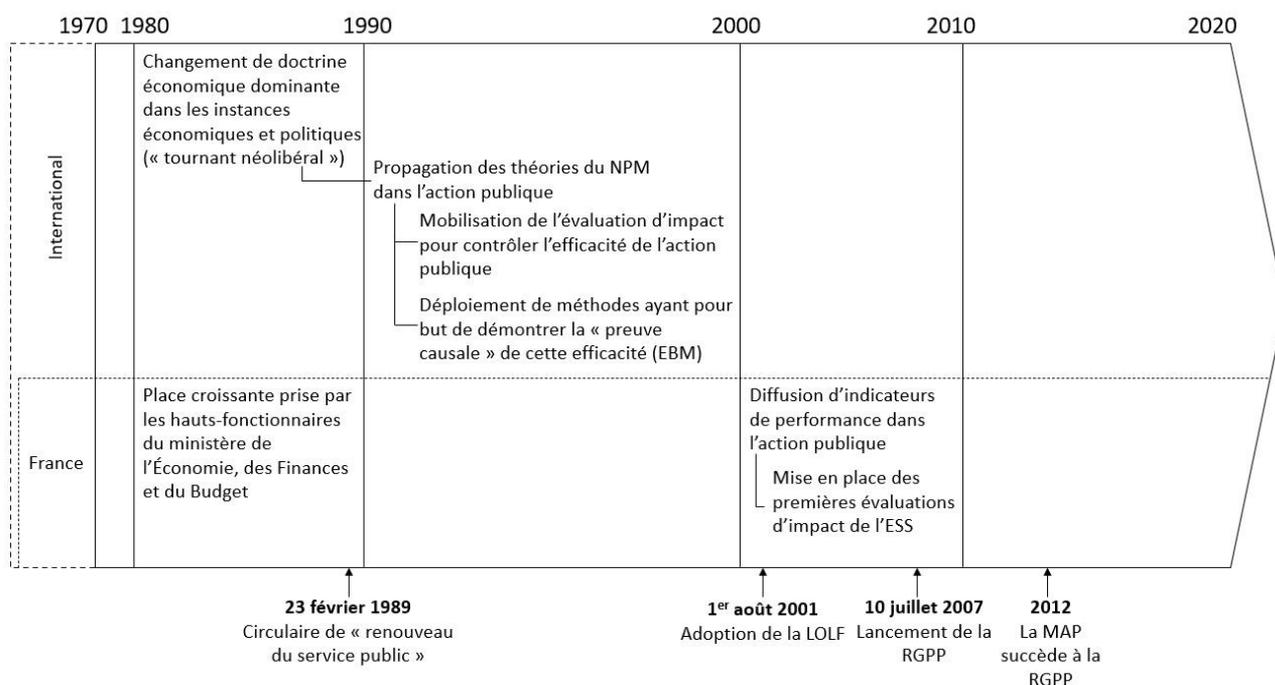 1970 1980 1990 2000 2010 2020
International
Changement de doctrine
économique dominante
dans les instances
économiques et politiques
(« tournant néolibéral »)
Propagation des théories du NPM
dans l’action publique
Mobilisation de l’évaluation d’impact
pour contrôler l’efficacité de l’action
publique
Déploiement de méthodes ayant pour
but de démontrer la « preuve
causale » de cette efficacité (EBM)
France
Place croissante prise par
les hauts-fonctionnaires
du ministère de
l’Économie, des Finances
et du Budget
Diffusion d’indicateurs
de performance dans
l’action publique
Mise en place des
premières évaluations
d’impact de l’ESS
23 février 1989
Circulaire de « renouveau
du service public »
1er août 2001
Adoption de la LOLF
10 juillet 2007
Lancement de la
RGPP
2012
La MAP
succède à la
RGPP